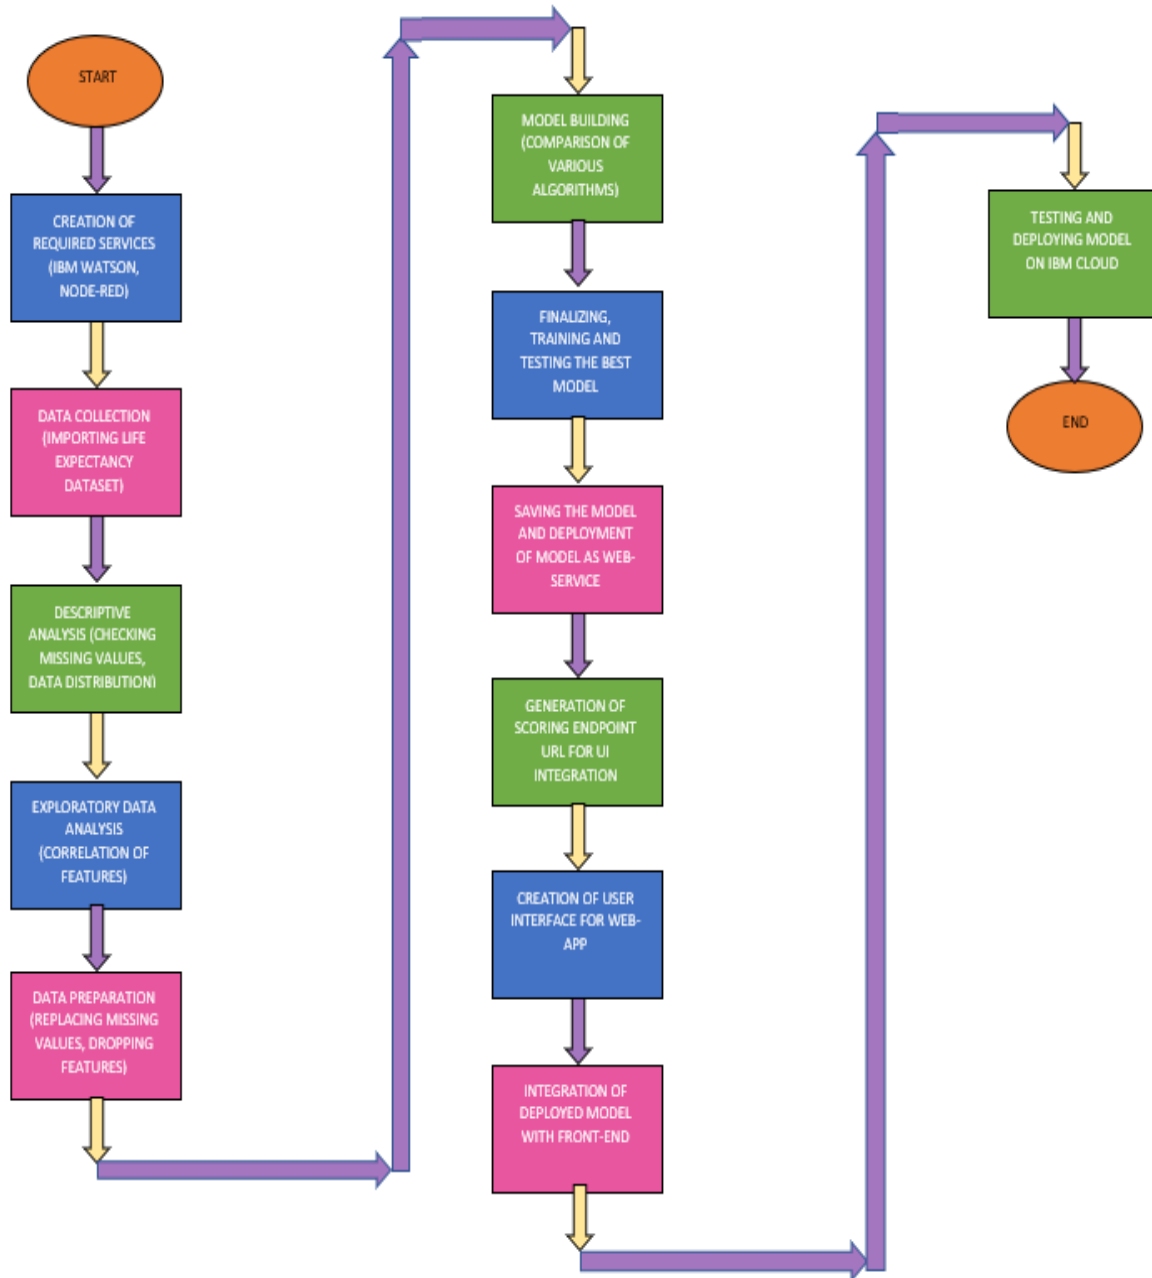 START
CREATION OF
REQUIRED SERVICES
(IBM WATSON,
NODE-RED)
DATA COLLECTION
(IMPORTING LIFE
EXPECTANCY
DATASET)
DESCRIPTIVE
ANALYSIS (CHECKING
MISSING VALUES,
DATA DISTRIBUTION)
EXPLORATORY DATA
ANALYSIS
(CORRELATION OF
FEATURES)
DATA PREPARATION
(REPLACING MISSING
VALUES, DROPPING
FEATURES)
MODEL BUILDING
(COMPARISON OF
VARIOUS
ALGORITHMS)
FINALIZING,
TRAINING AND
TESTING THE BEST
MODEL
SAVING THE MODEL
AND DEPLOYMENT
OF MODEL AS WEB-
SERVICE
GENERATION OF
SCORING ENDPOINT
URL FOR UI
INTEGRATION
CREATION OF USER
INTERFACE FOR WEB-
APP
INTEGRATION OF
DEPLOYED MODEL
WITH FRONT-END
TESTING AND
DEPLOYING MODEL
ON IBM CLOUD
END